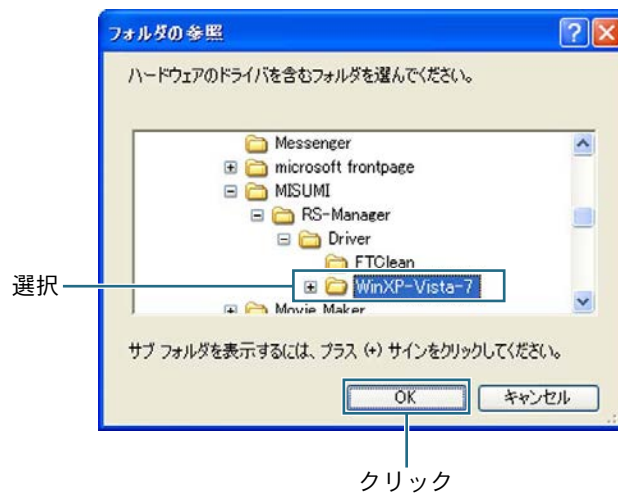 フォルダの参照
ハードウェアのドライバを含むフォルダを選んでください。
Messenger
microsoft frontpage
MISUMI
RS-Manager
Driver
FTClean
選択
WinXP-Vista-7
Movie Maker
サブ フォルダを表示するには、プラス (+) サインをクリックしてください。
OK
キャンセル
クリック